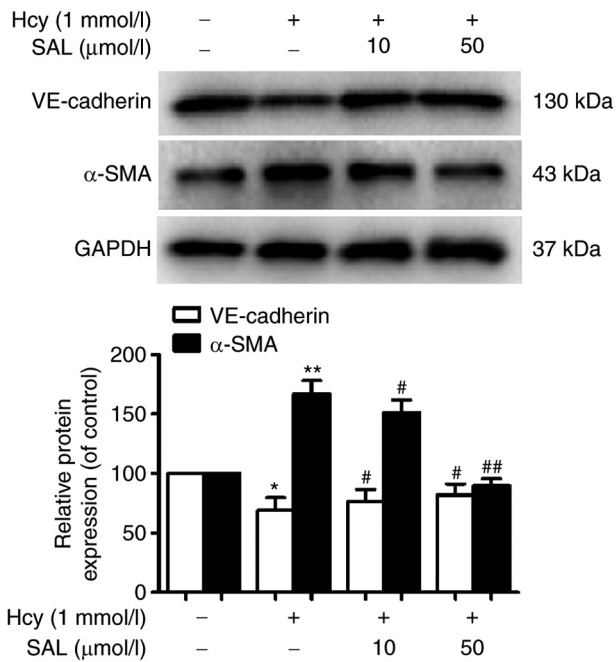 Hcy (1 mmol/l) – + + +
SAL (μmol/l) – – 10 50
VE-cadherin 130 kDa
α-SMA 43 kDa
GAPDH 37 kDa
VE-cadherin
α-SMA
Relative protein
expression (of control)
200
150
100
50
0
* ** # # # ##
Hcy (1 mmol/l) – + + +
SAL (μmol/l) – – 10 50